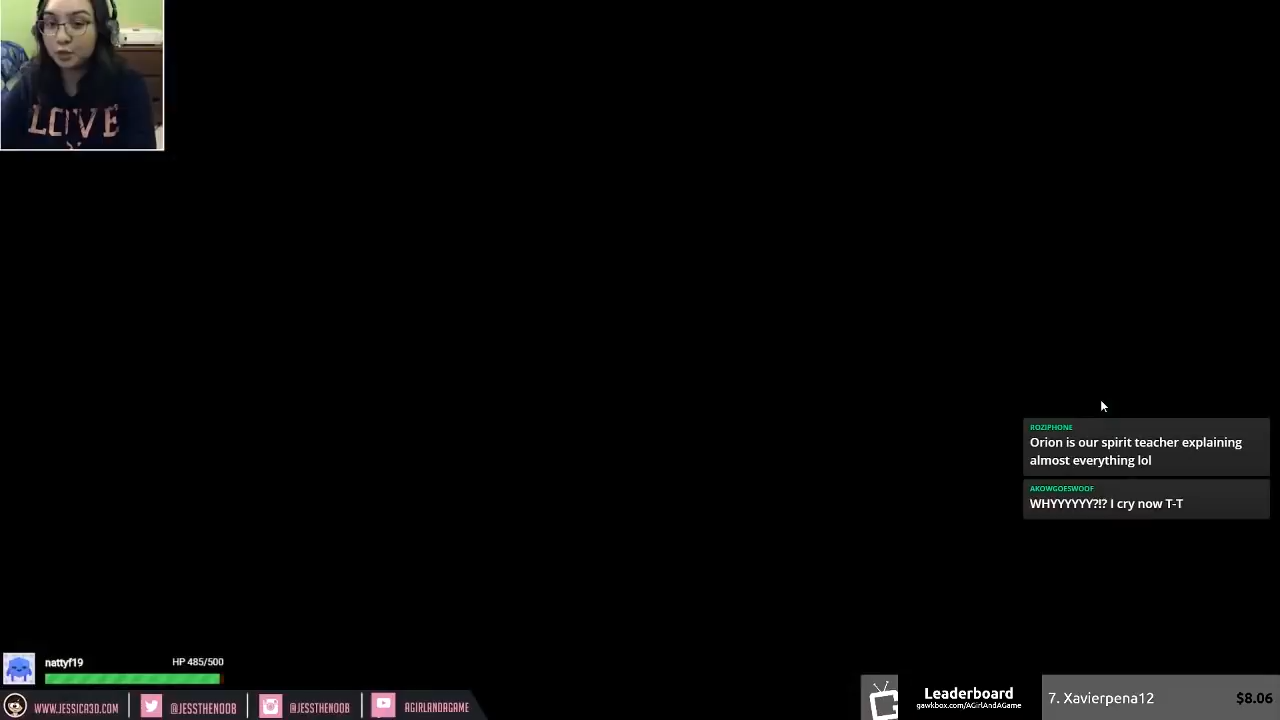 LOVE
ROZIPHONE
Orion is our spirit teacher explaining
almost everything lol
AKOWGOESWOOF
WHYYYYYY?!? I cry now T-T
nattyf19
HP 485/500
WWW.JESSICA3D.COM
@JESSTHENOOB
@JESSTHENOOB
AGIRLANDAGAME
Leaderboard
gawkbox.com/AGirlAndAGame
7. Xavierpena12
$8.06